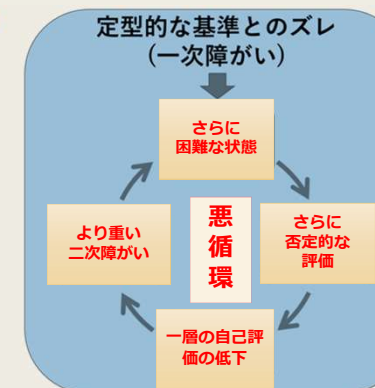 定型的な基準とのズレ
(一次障がい)
さらに
困難な状態
さらに
否定的な
評価
悪
循
環
より重い
二次障がい
一層の自己評
価の低下